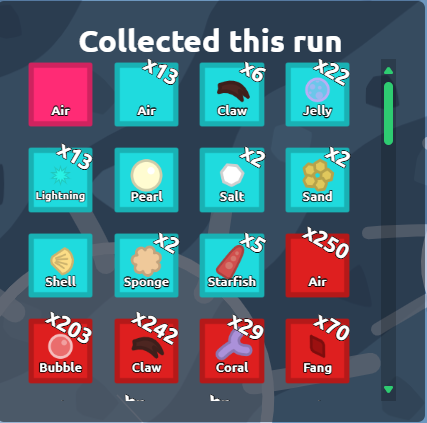 Collected this run
Air
x13
Air
x6
Claw
x22
Jelly
x13
Lightning
Pearl
x2
Salt
x2
Sand
Shell
x2
Sponge
x5
Starfish
x250
Air
x203
Bubble
x242
Claw
x29
Coral
x70
Fang